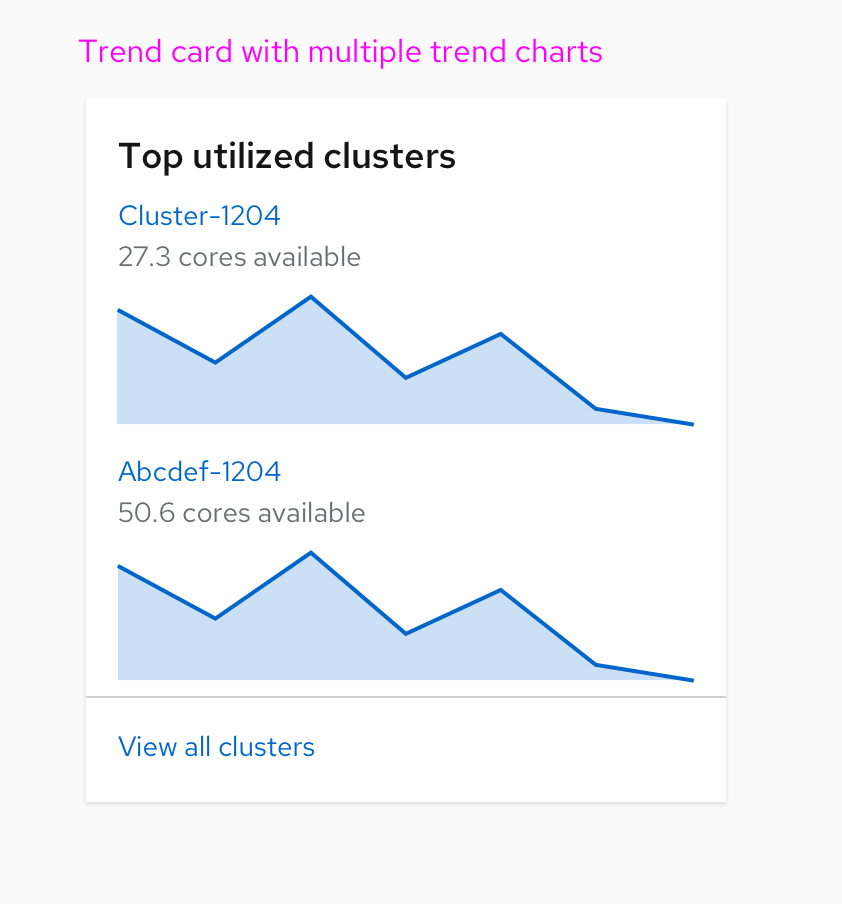 Trend card with multiple trend charts
Top utilized clusters
Cluster-1204
27.3 cores available
Abcdef-1204
50.6 cores available
View all clusters